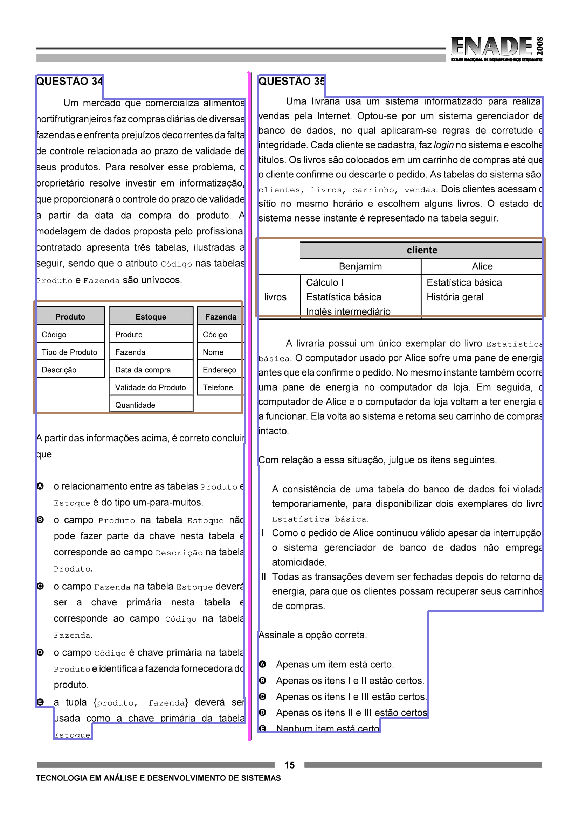 ENADE 2008
EXAME NACIONAL DE DESEMPENHO DOS ESTUDANTES
QUESTÃO 34
Um mercado que comercializa alimentos
hortifrutigranjeiros faz compras diárias de diversas
fazendas e enfrenta prejuízos decorrentes da falta
de controle relacionado ao prazo de validade de
seus produtos. Para resolver esse problema, o
proprietário resolve investir em informatização,
que proporcionará o controle do prazo de validade
a partir da data da compra do produto. A
modelagem de dados proposta pelo profissional
contratado apresenta três tabelas, ilustradas a
seguir, sendo que o atributo Código nas tabelas
Produto e Fazenda são unívocos.
Produto Estoque Fazenda
Código Produto Código
Tipo de Produto Fazenda Nome
Descrição Data da compra Endereço
Validade do Produto Telefone
Quantidade
A partir das informações acima, é correto concluir
que
A o relacionamento entre as tabelas Produto e
Estoque é do tipo um-para-muitos.
B o campo Produto na tabela Estoque não
pode fazer parte da chave nesta tabela e
corresponde ao campo Descrição na tabela
Produto.
C o campo Fazenda na tabela Estoque deverá
ser a chave primária nesta tabela e
corresponde ao campo Código na tabela
Fazenda.
D o campo Código é chave primária na tabela
Produto e identifica a fazenda fornecedora do
produto.
E a tupla {produto, fazenda} deverá ser
usada como a chave primária da tabela
Estoque
QUESTÃO 35
Uma livraria usa um sistema informatizado para realizar
vendas pela Internet. Optou-se por um sistema gerenciador de
banco de dados, no qual aplicaram-se regras de corretude e
integridade. Cada cliente se cadastra, faz login no sistema e escolhe
títulos. Os livros são colocados em um carrinho de compras até que
o cliente confirme ou descarte o pedido. As tabelas do sistema são:
clientes, livros, carrinho, vendas. Dois clientes acessam o
sítio no mesmo horário e escolhem alguns livros. O estado do
sistema nesse instante é representado na tabela seguir.
cliente
Benjamim Alice
livros Cálculo I Estatística básica
Estatística básica História geral
Inglês intermediário
A livraria possui um único exemplar do livro Estatística
básica. O computador usado por Alice sofre uma pane de energia
antes que ela confirme o pedido. No mesmo instante também ocorre
uma pane de energia no computador da loja. Em seguida, o
computador de Alice e o computador da loja voltam a ter energia e
a funcionar. Ela volta ao sistema e retoma seu carrinho de compras
intacto.
Com relação a essa situação, julgue os itens seguintes.
A consistência de uma tabela do banco de dados foi violada
temporariamente, para disponibilizar dois exemplares do livro
Estatística básica.
I Como o pedido de Alice continuou válido apesar da interrupção,
o sistema gerenciador de banco de dados não emprega
atomicidade.
II Todas as transações devem ser fechadas depois do retorno da
energia, para que os clientes possam recuperar seus carrinhos
de compras.
Assinale a opção correta.
A Apenas um item está certo.
B Apenas os itens I e II estão certos.
C Apenas os itens I e III estão certos.
D Apenas os itens II e III estão certos
E Nenhum item está certo
15
TECNOLOGIA EM ANÁLISE E DESENVOLVIMENTO DE SISTEMAS